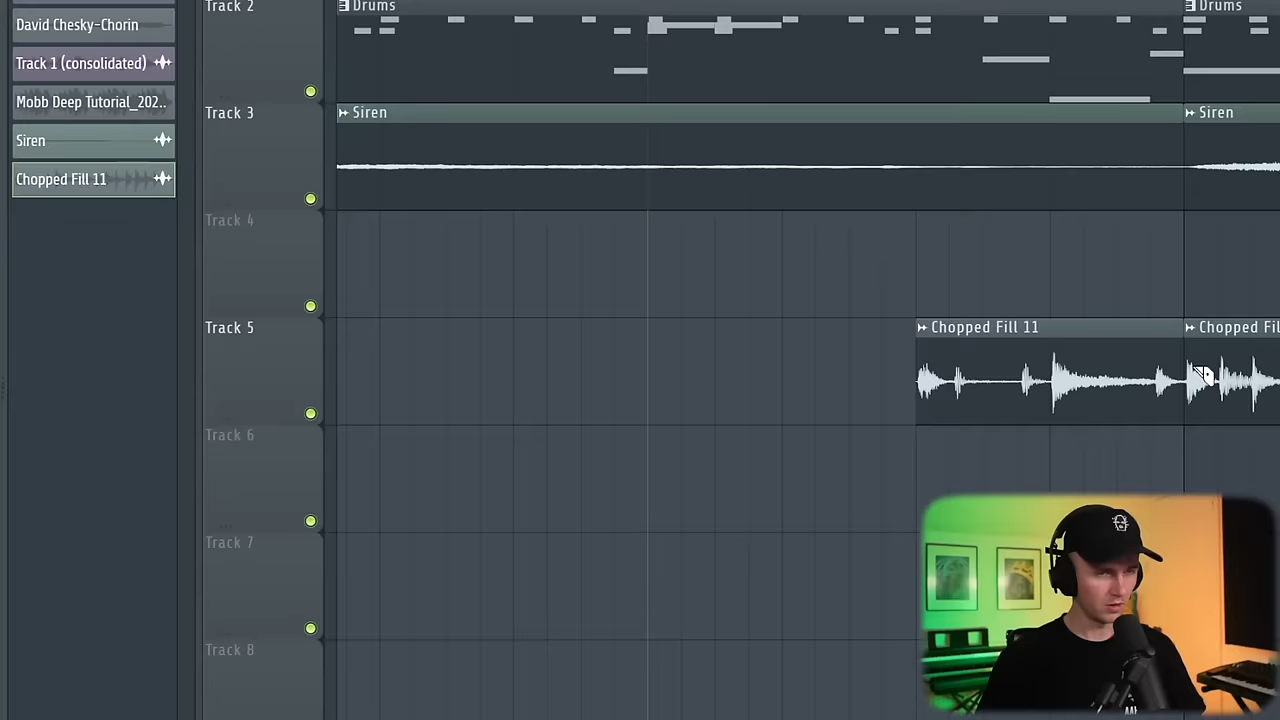 David Chesky-Chorin
Track 1 (consolidated)
Mobb Deep Tutorial_202..
Siren
Chopped Fill 11
Track 2
Drums
Drums
Track 3
Siren
Siren
Track 4
Track 5
Chopped Fill 11
Chopped Fil
Track 6
Track 7
Track 8